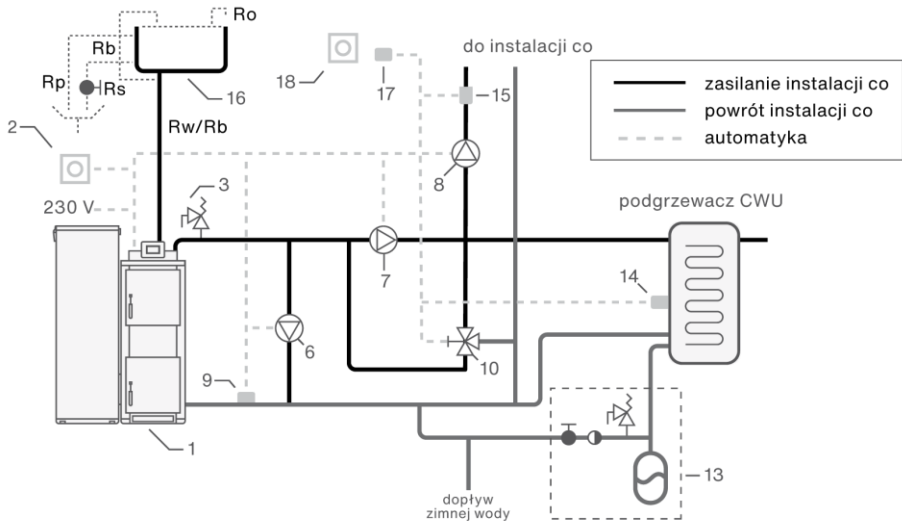 Ro
Rb
Rp
Rs
16
Rw/Rb
2
230 V
3
18
17
do instalacji co
15
8
zasilanie instalacji co
powrót instalacji co
automatyka
podgrzewacz CWU
7
14
6
9
10
1
13
dopływ
zimnej wody